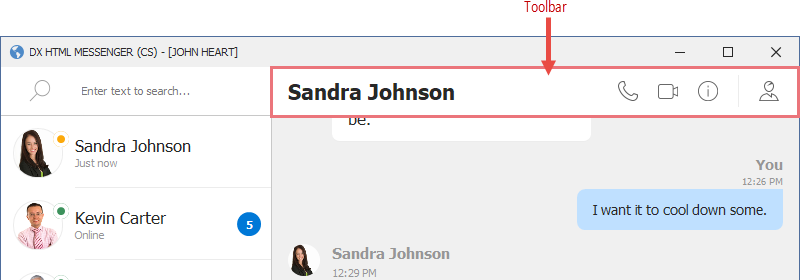 Toolbar
DX HTML MESSENGER (CS) - [JOHN HEART]
Enter text to search...
Sandra Johnson
be.
Sandra Johnson
Just now
You
12:26 PM
I want it to cool down some.
Kevin Carter
Online
5
Sandra Johnson
12:29 PM